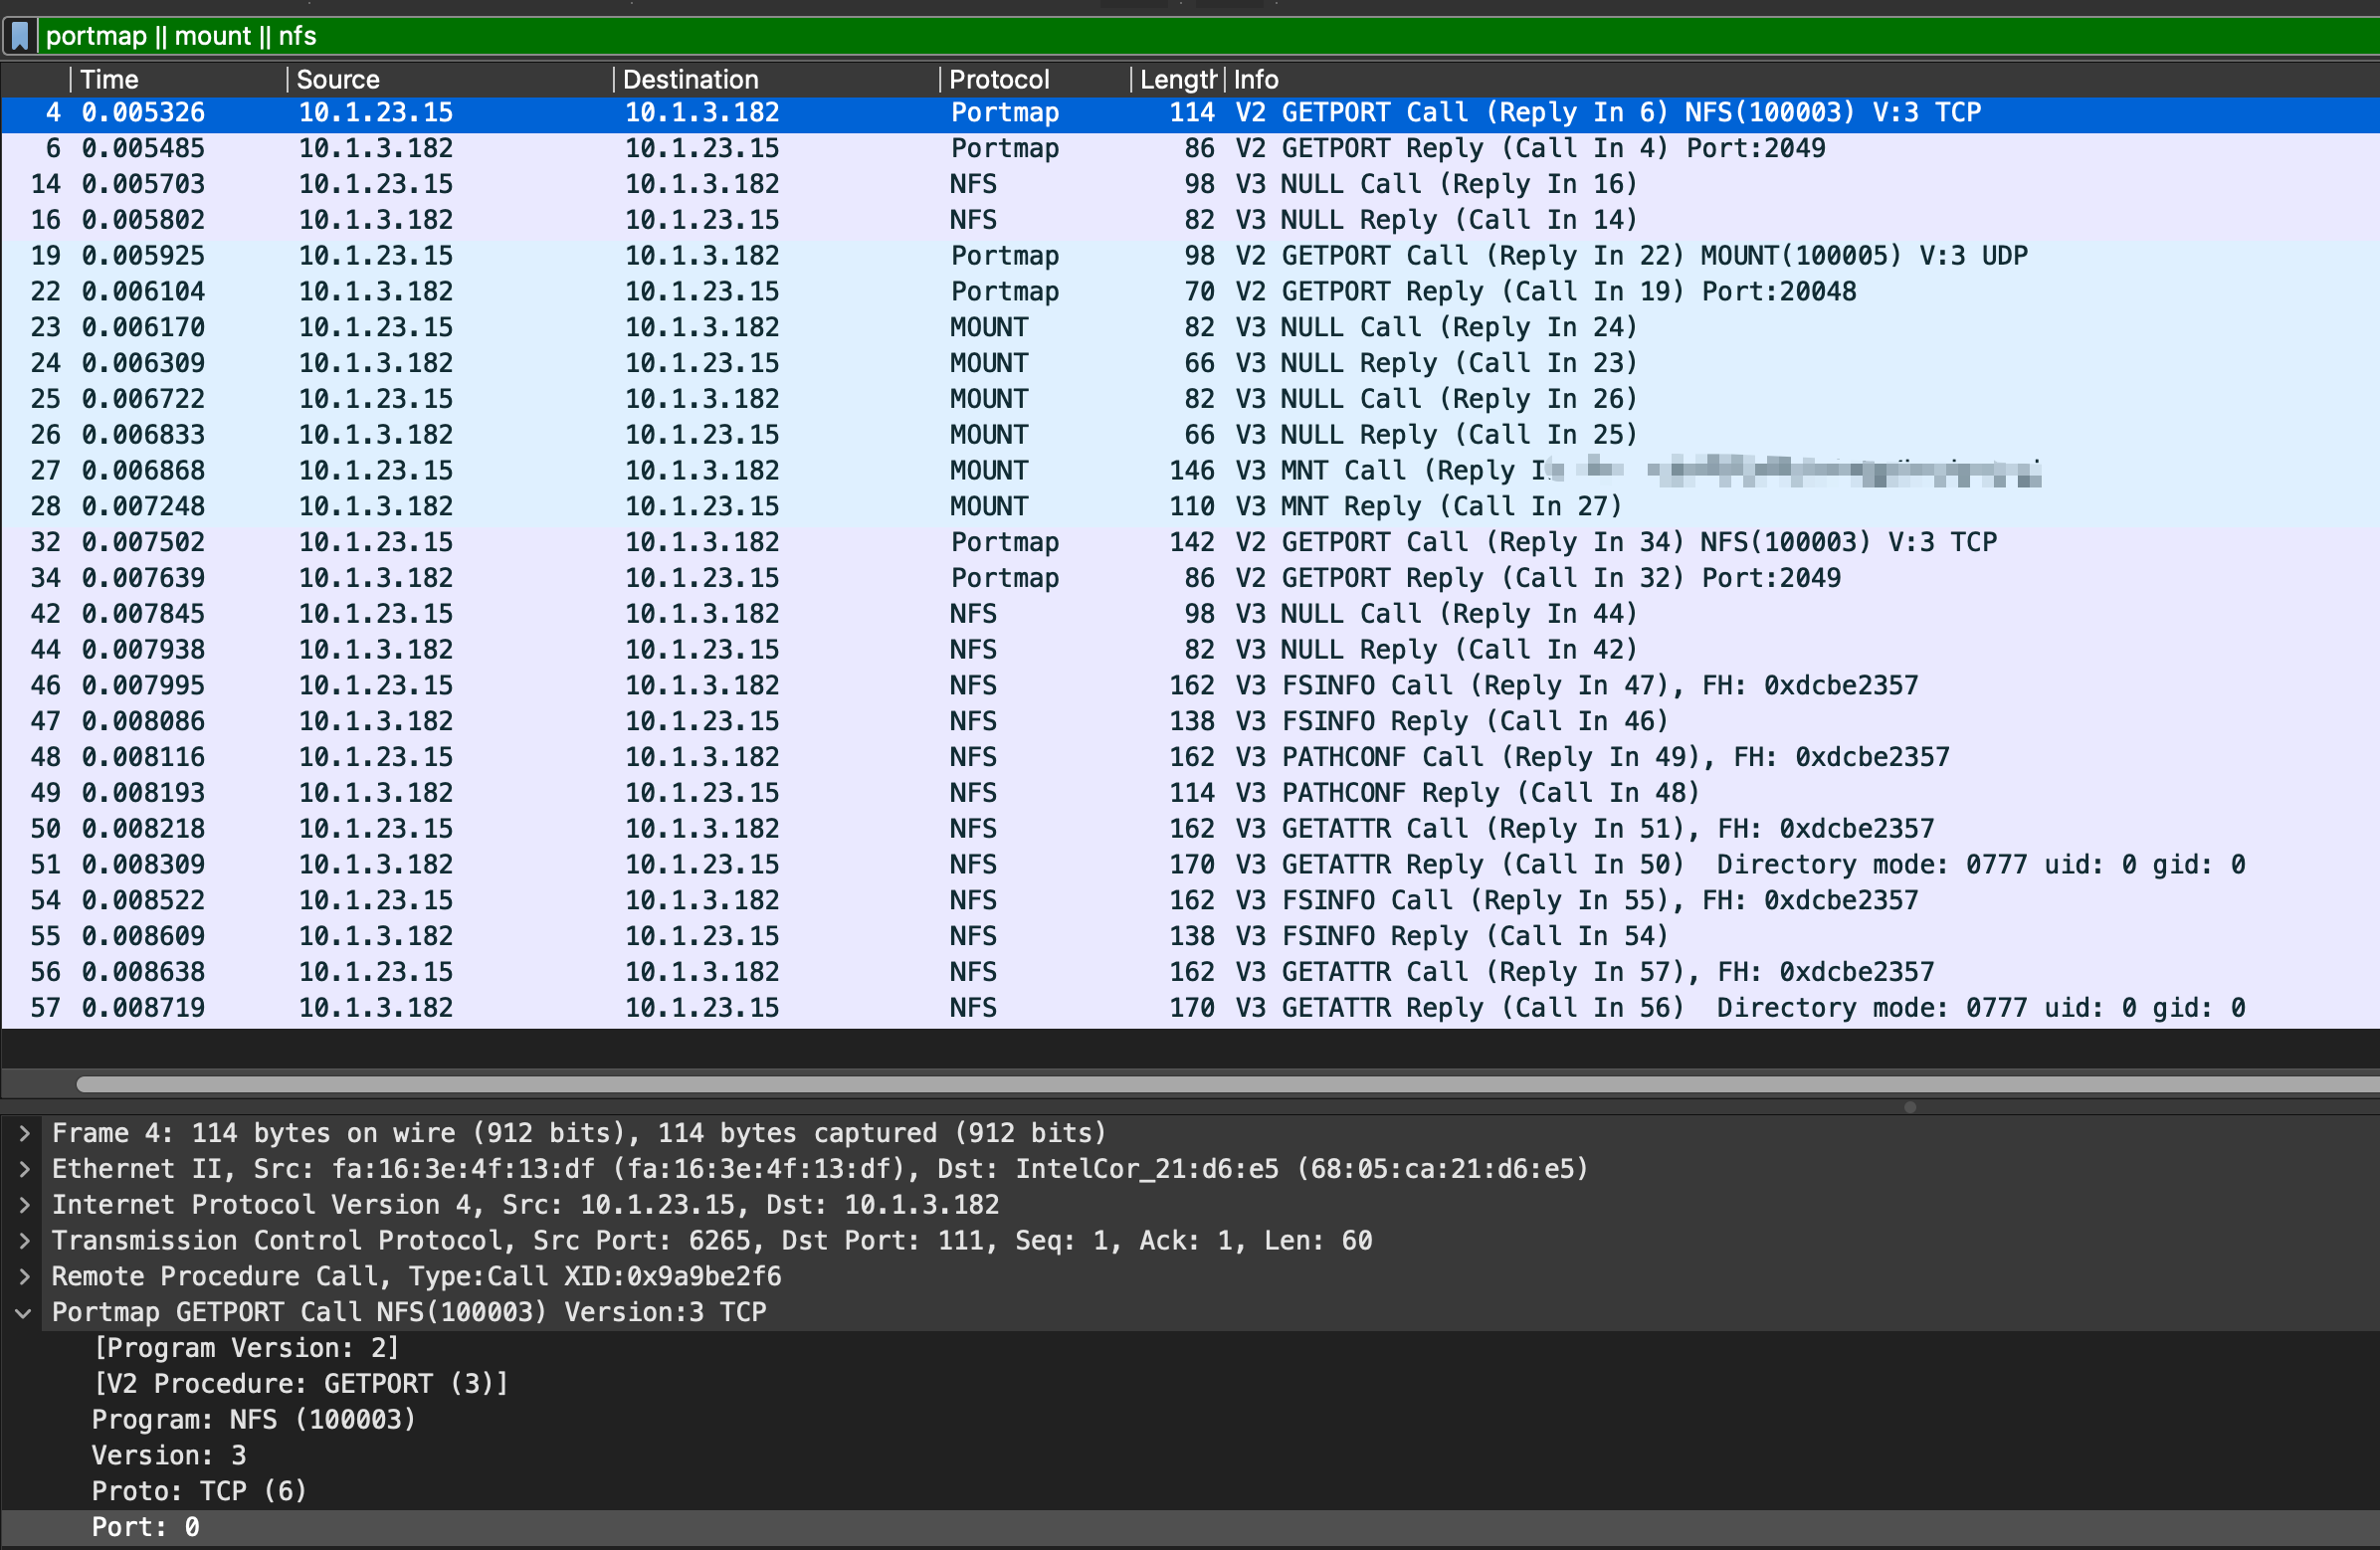 portmap || mount || nfs
Time Source Destination Protocol Length Info
4 0.005326 10.1.23.15 10.1.3.182 Portmap 114 V2 GETPORT Call (Reply In 6) NFS(100003) V:3 TCP
6 0.005485 10.1.3.182 10.1.23.15 Portmap 86 V2 GETPORT Reply (Call In 4) Port:2049
14 0.005703 10.1.23.15 10.1.3.182 NFS 98 V3 NULL Call (Reply In 16)
16 0.005802 10.1.3.182 10.1.23.15 NFS 82 V3 NULL Reply (Call In 14)
19 0.005925 10.1.23.15 10.1.3.182 Portmap 98 V2 GETPORT Call (Reply In 22) MOUNT(100005) V:3 UDP
22 0.006104 10.1.3.182 10.1.23.15 Portmap 70 V2 GETPORT Reply (Call In 19) Port:20048
23 0.006170 10.1.23.15 10.1.3.182 MOUNT 82 V3 NULL Call (Reply In 24)
24 0.006309 10.1.3.182 10.1.23.15 MOUNT 66 V3 NULL Reply (Call In 23)
25 0.006722 10.1.23.15 10.1.3.182 MOUNT 82 V3 NULL Call (Reply In 26)
26 0.006833 10.1.3.182 10.1.23.15 MOUNT 66 V3 NULL Reply (Call In 25)
27 0.006868 10.1.23.15 10.1.3.182 MOUNT 146 V3 MNT Call (Reply
28 0.007248 10.1.3.182 10.1.23.15 MOUNT 110 V3 MNT Reply (Call In 27)
32 0.007502 10.1.23.15 10.1.3.182 Portmap 142 V2 GETPORT Call (Reply In 34) NFS(100003) V:3 TCP
34 0.007639 10.1.3.182 10.1.23.15 Portmap 86 V2 GETPORT Reply (Call In 32) Port:2049
42 0.007845 10.1.23.15 10.1.3.182 NFS 98 V3 NULL Call (Reply In 44)
44 0.007938 10.1.3.182 10.1.23.15 NFS 82 V3 NULL Reply (Call In 42)
46 0.007995 10.1.23.15 10.1.3.182 NFS 162 V3 FSINFO Call (Reply In 47), FH: 0xdcbe2357
47 0.008086 10.1.3.182 10.1.23.15 NFS 138 V3 FSINFO Reply (Call In 46)
48 0.008116 10.1.23.15 10.1.3.182 NFS 162 V3 PATHCONF Call (Reply In 49), FH: 0xdcbe2357
49 0.008193 10.1.3.182 10.1.23.15 NFS 114 V3 PATHCONF Reply (Call In 48)
50 0.008218 10.1.23.15 10.1.3.182 NFS 162 V3 GETATTR Call (Reply In 51), FH: 0xdcbe2357
51 0.008309 10.1.3.182 10.1.23.15 NFS 170 V3 GETATTR Reply (Call In 50) Directory mode: 0777 uid: 0 gid: 0
54 0.008522 10.1.23.15 10.1.3.182 NFS 162 V3 FSINFO Call (Reply In 55), FH: 0xdcbe2357
55 0.008609 10.1.3.182 10.1.23.15 NFS 138 V3 FSINFO Reply (Call In 54)
56 0.008638 10.1.23.15 10.1.3.182 NFS 162 V3 GETATTR Call (Reply In 57), FH: 0xdcbe2357
57 0.008719 10.1.3.182 10.1.23.15 NFS 170 V3 GETATTR Reply (Call In 56) Directory mode: 0777 uid: 0 gid: 0
Frame 4: 114 bytes on wire (912 bits), 114 bytes captured (912 bits)
Ethernet II, Src: fa:16:3e:4f:13:df (fa:16:3e:4f:13:df), Dst: IntelCor_21:d6:e5 (68:05:ca:21:d6:e5)
Internet Protocol Version 4, Src: 10.1.23.15, Dst: 10.1.3.182
Transmission Control Protocol, Src Port: 6265, Dst Port: 111, Seq: 1, Ack: 1, Len: 60
Remote Procedure Call, Type:Call XID:0x9a9be2f6
Portmap GETPORT Call NFS(100003) Version:3 TCP
[Program Version: 2]
[V2 Procedure: GETPORT (3)]
Program: NFS (100003)
Version: 3
Proto: TCP (6)
Port: 0